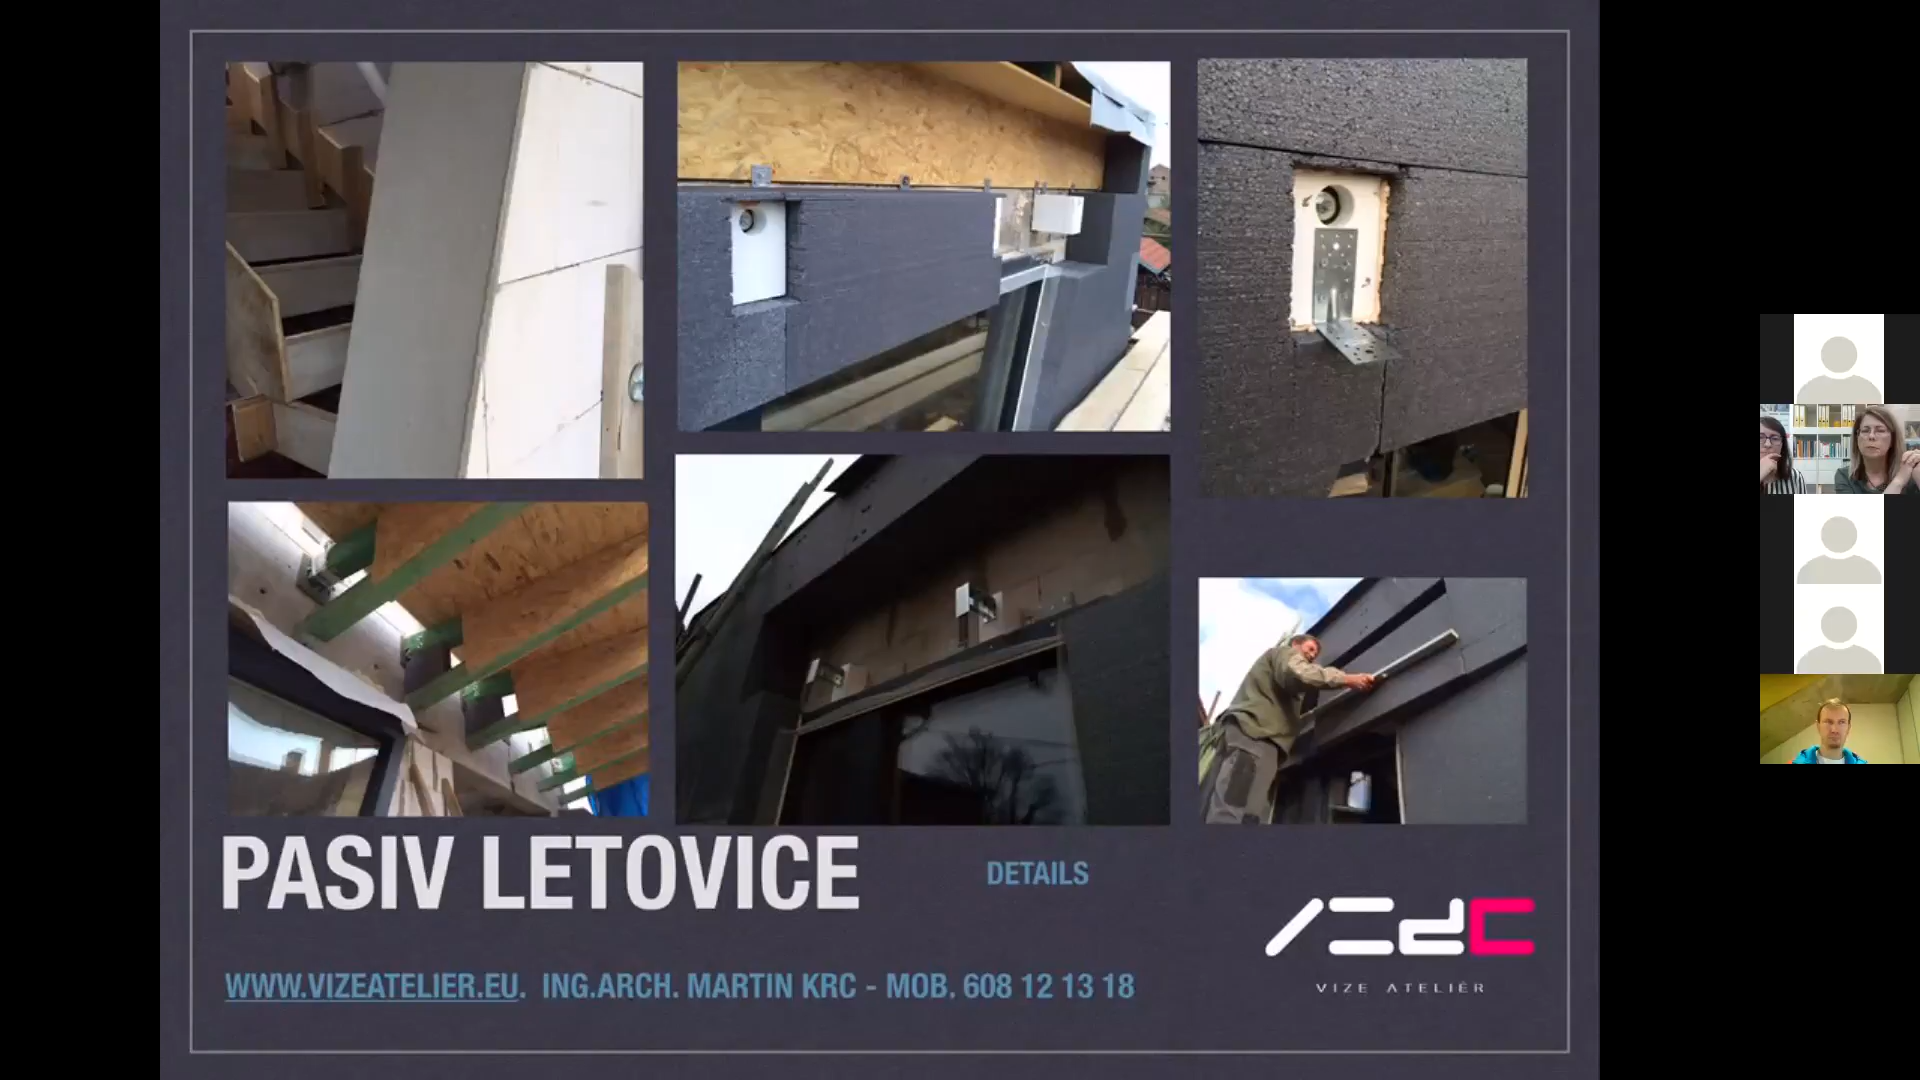 PASIV LETOVICE
DETAILS
WWW.VIZEATELIER.EU. ING.ARCH. MARTIN KRC - MOB. 608 12 13 18
VIZE ATELIÉR